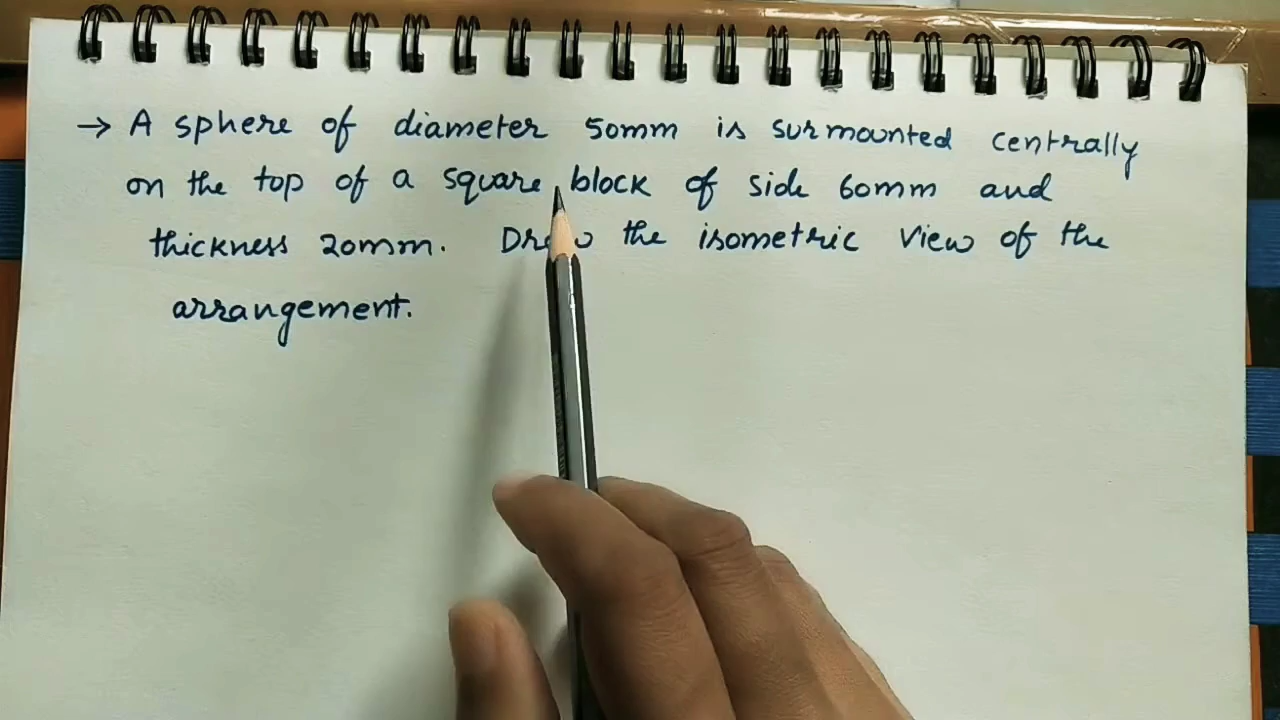 → A sphere of diameter 50mm is surmounted centrally
on the top of a square block of side 60mm and
thickness 20mm. Draw the isometric view of the
arrangement.